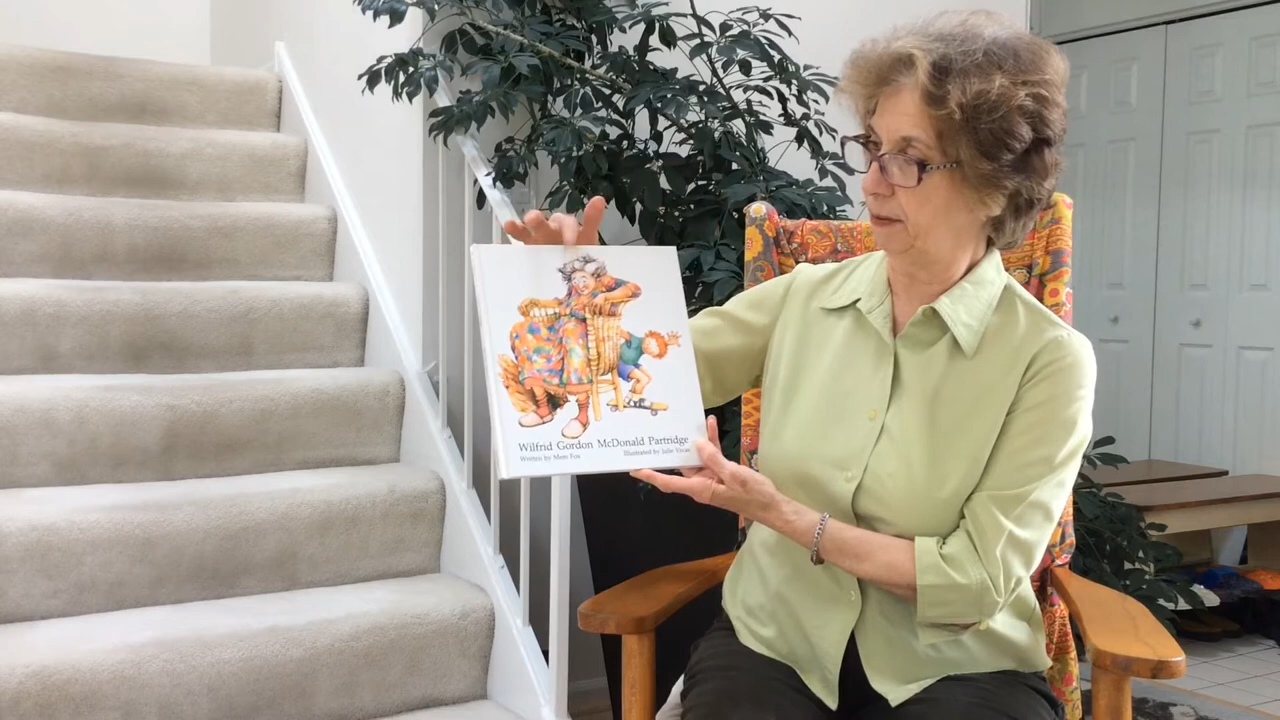 Wilfrid Gordon McDonald Partridge
Written by Mem Fox Illustrated by Julie Vivas